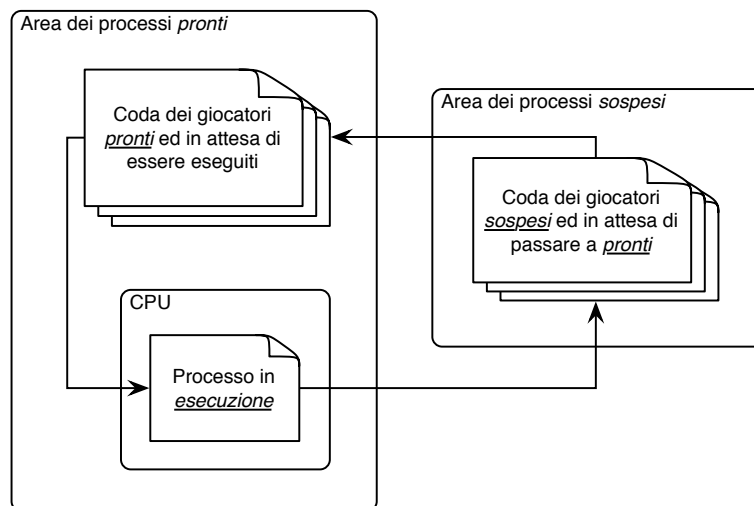 Area dei processi pronti
Coda dei giocatori
pronti ed in attesa di
essere eseguiti
Area dei processi sospesi
Coda dei giocatori
sospesi ed in attesa di
passare a pronti
CPU
Processo in
esecuzione